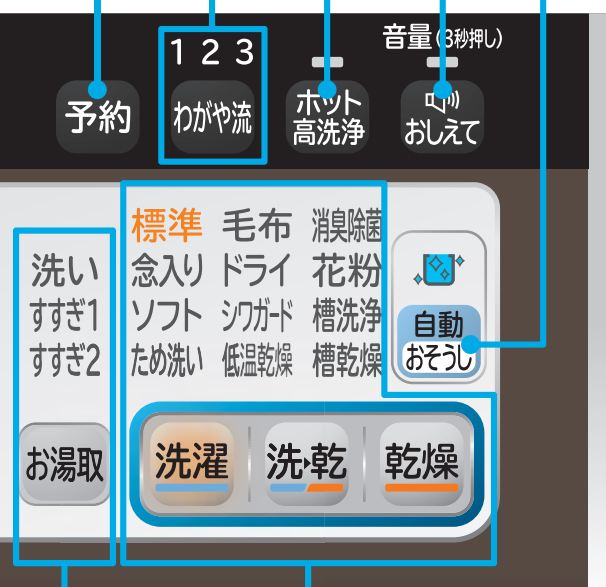 音量(3秒押し)
1 2 3
予約
わがや流
ホット
高洗浄
おしえて
標準 毛布 消臭除菌
洗い 念入り ドライ 花粉
すすぎ1 ソフト シワガード 槽洗浄
すすぎ2 ため洗い 低温乾燥 槽乾燥
自動
おそうじ
お湯取
洗濯 洗・乾 乾燥